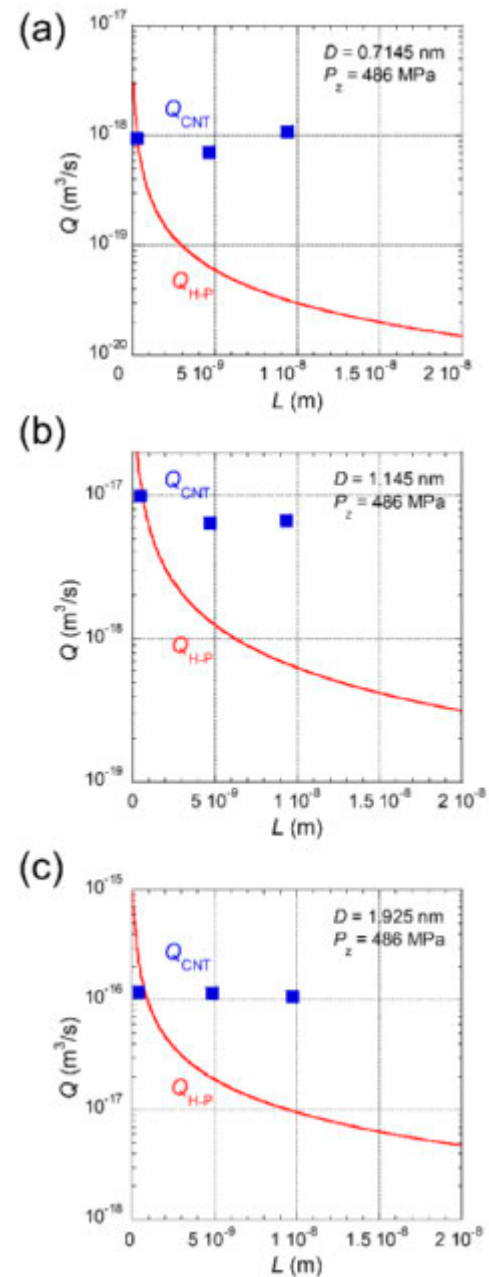 (a)
10⁻¹⁷
D = 0.7145 nm
P_z = 486 MPa
Q_CNT
10⁻¹⁸
Q (m³/s)
10⁻¹⁹
Q_H-P
10⁻²⁰
0 5 10⁻⁹ 1 10⁻⁸ 1.5 10⁻⁸ 2 10⁻⁸
L (m)
(b)
D = 1.145 nm
P_z = 486 MPa
Q_CNT
10⁻¹⁷
Q (m³/s)
10⁻¹⁸
Q_H-P
10⁻¹⁹
0 5 10⁻⁹ 1 10⁻⁸ 1.5 10⁻⁸ 2 10⁻⁸
L (m)
(c)
10⁻¹⁵
D = 1.925 nm
P_z = 486 MPa
Q_CNT
10⁻¹⁶
Q (m³/s)
10⁻¹⁷
Q_H-P
10⁻¹⁸
0 5 10⁻⁹ 1 10⁻⁸ 1.5 10⁻⁸ 2 10⁻⁸
L (m)